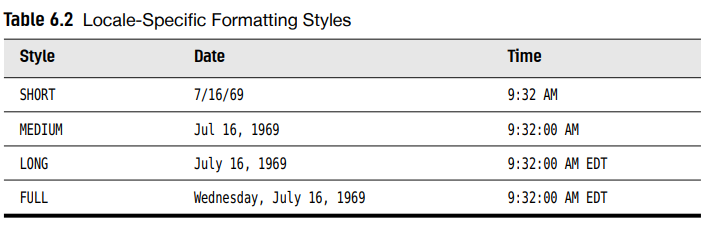 Table 6.2 Locale-Specific Formatting Styles
Style Date Time
SHORT 7/16/69 9:32 AM
MEDIUM Jul 16, 1969 9:32:00 AM
LONG July 16, 1969 9:32:00 AM EDT
FULL Wednesday, July 16, 1969 9:32:00 AM EDT